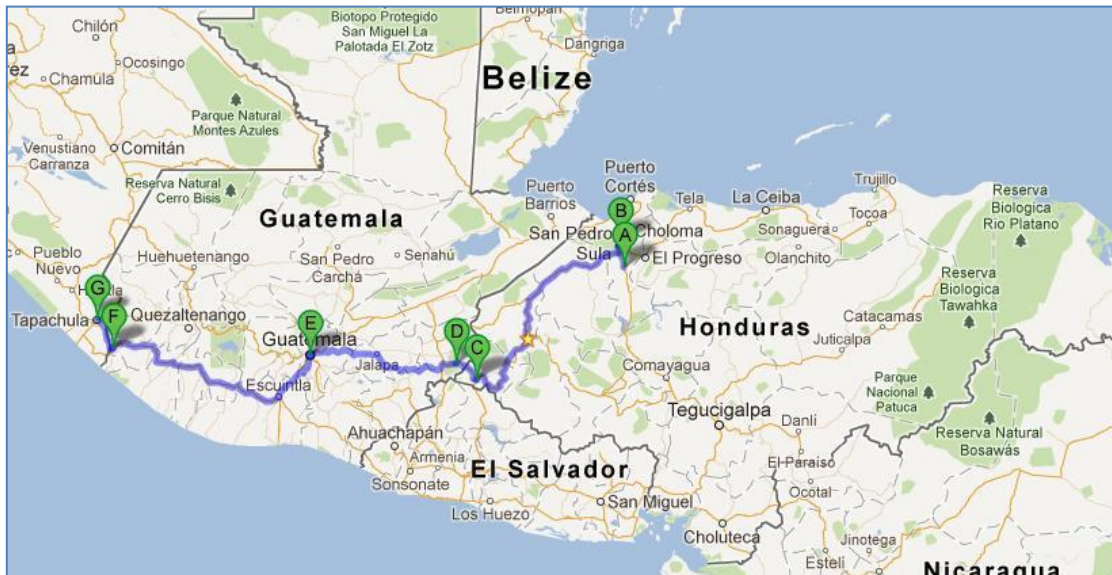 Chilón
Ocosingo
Chamula
Parque Natural
Montes Azules
Venustiano
Carranza
Comitán
Biotopo Protegido
San Miguel La
Palotada El Zotz
Belmopan
Dangriga
Belize
Reserva Natural
Cerro Bisis
Guatemala
Puerto
Barrios
Puerto
Cortés
Tela
La Ceiba
Trujillo
Tocoa
Sonaguera
Olanchito
Reserva
Biologica
Rio Platano
Reserva
Biologica
Tawahka
B
A
San Pedro
Sula
Choloma
El Progreso
Pueblo
Nuevo
Huehuetenango
San Pedro
Carchá
Senahú
G
F
Tapachula
Quezaltenango
E
Guatemala
Jalapa
D
C
Escuintla
Honduras
Catacamas
Juticalpa
Comayagua
Tegucigalpa
Parque
Nacional
Patuca
Danlí
Reserva Natural
Bosawás
Ahuachapán
Armenia
Sonsonate
El Salvador
Los Huezo
San Miguel
El Paraíso
Ocotal
Choluteca
Jinotega
Estelí
Nicaragua